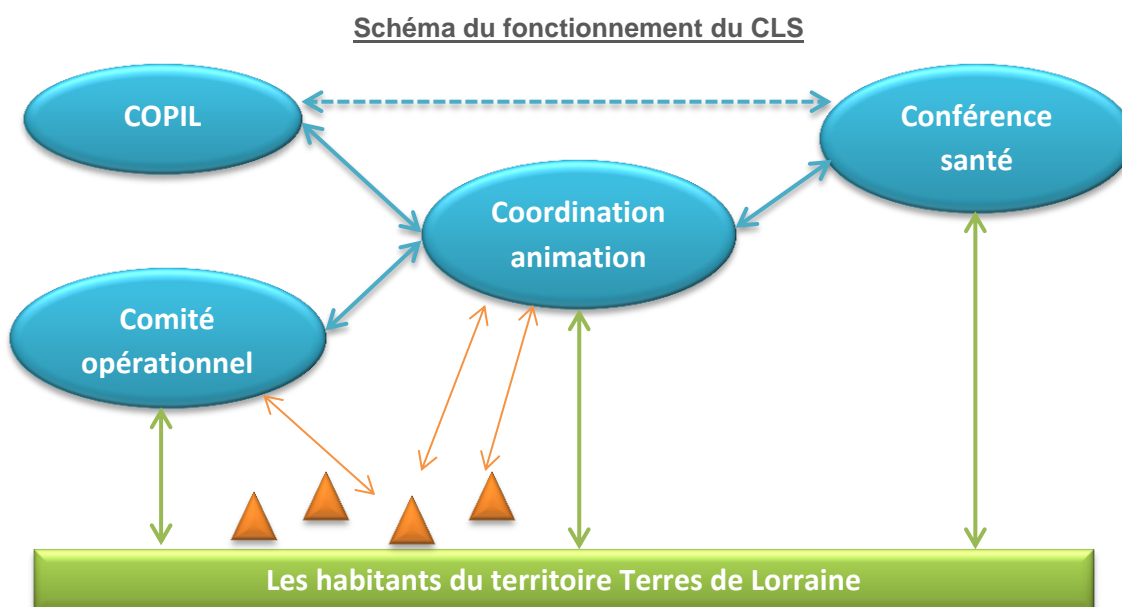 Schéma du fonctionnement du CLS
COPIL
Conférence
santé
Coordination
animation
Comité
opérationnel
Les habitants du territoire Terres de Lorraine